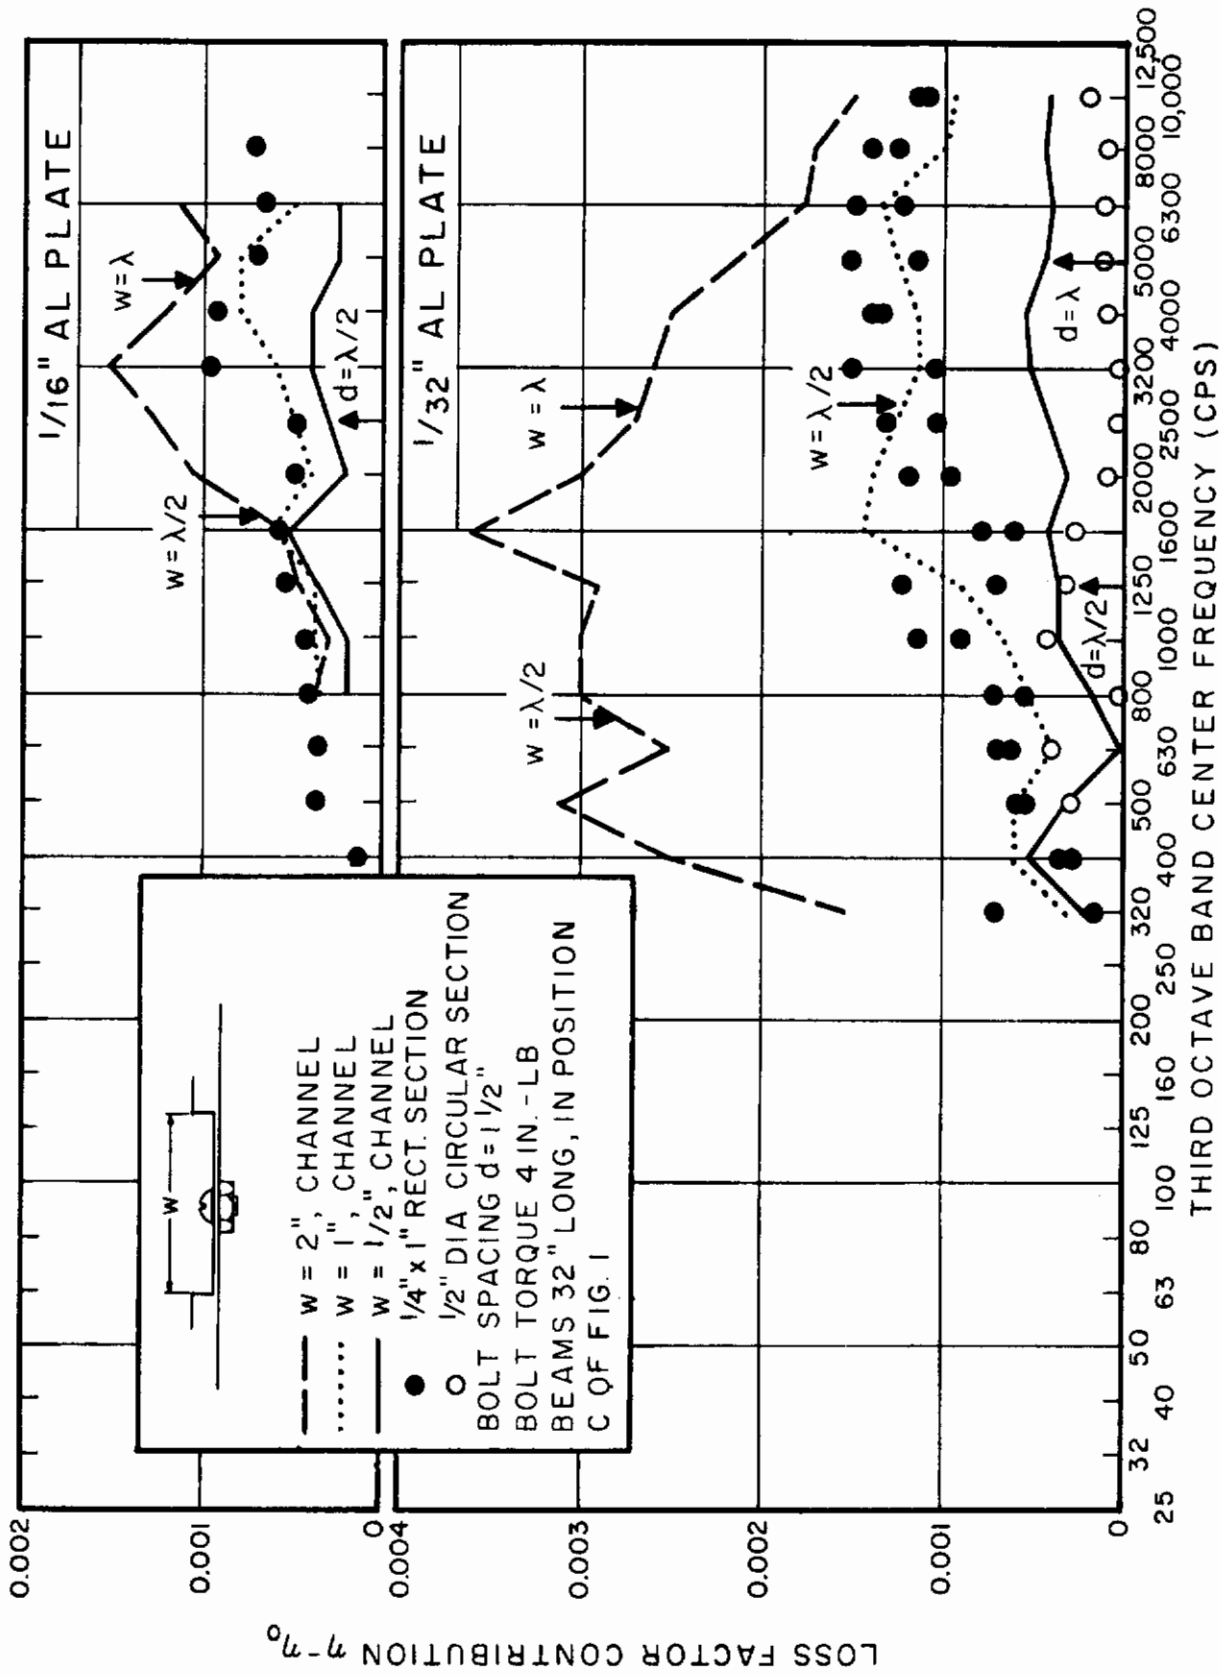 LOSS FACTOR CONTRIBUTION η-η₀
0.002
0.001
0
1/16" AL PLATE
w = λ
w = λ/2
d = λ/2
0.004
0.003
0.002
0.001
0
1/32" AL PLATE
w = λ
w = λ/2
w = λ/2
d = λ
d = λ/2
W
W = 2", CHANNEL
W = 1", CHANNEL
W = 1/2", CHANNEL
1/4" x 1" RECT. SECTION
1/2" DIA CIRCULAR SECTION
BOLT SPACING d = 1 1/2"
BOLT TORQUE 4 IN.-LB
BEAMS 32" LONG, IN POSITION
C OF FIG. 1
25 32 40 50 63 80 100 125 160 200 250 320 400 500 630 800 1000 1250 1600 2000 2500 3200 4000 5000 6300 8000 10,000 12,500
THIRD OCTAVE BAND CENTER FREQUENCY (CPS)